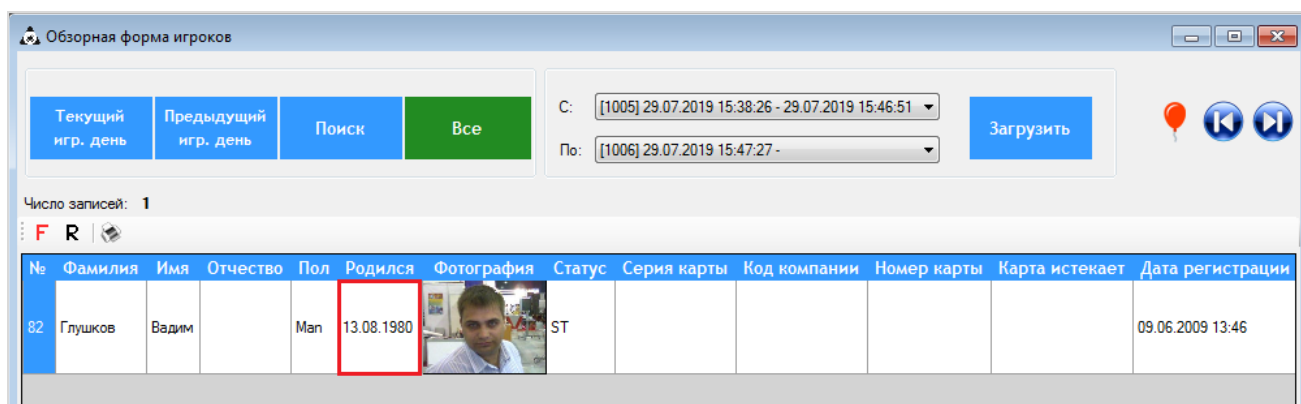 Обзорная форма игроков
Текущий игр. день
Предыдущий игр. день
Поиск
Все
С: [1005] 29.07.2019 15:38:26 - 29.07.2019 15:46:51
По: [1006] 29.07.2019 15:47:27 -
Загрузить
Число записей: 1
F R
№ Фамилия Имя Отчество Пол Родился Фотография Статус Серия карты Код компании Номер карты Карта истекает Дата регистрации
82 Глушков Вадим Man 13.08.1980 ST 09.06.2009 13:46